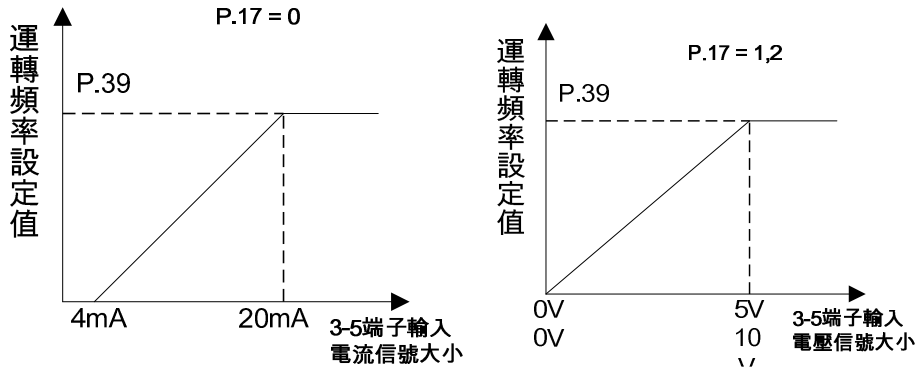 P.17 = 0
運轉頻率設定值
P.39
4mA 20mA
3-5端子輸入
電流信號大小
P.17 = 1,2
運轉頻率設定值
P.39
0V 5V
0V 10
V
3-5端子輸入
電壓信號大小